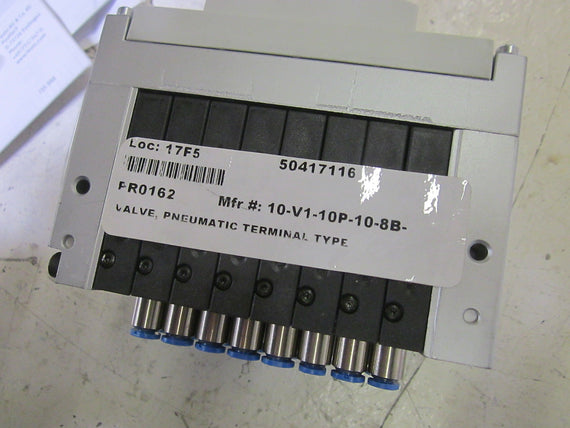 Loc: 17F5
50417116
PR0162
Mfr #: 10-V1-10P-10-8B-
VALVE, PNEUMATIC TERMINAL TYPE